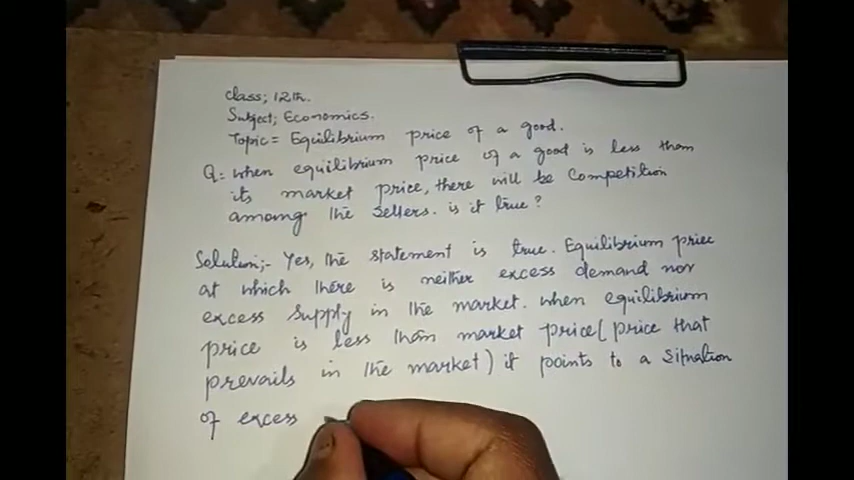 Class; 12th.
Subject; Economics.
Topic = Equilibrium price of a good.
Q: when equilibrium price of a good is less than
its market price, there will be competition
among the sellers. is it true?
Solution;- Yes, the statement is true. Equilibrium price
at which there is neither excess demand nor
excess supply in the market. when equilibrium
price is less than market price (price that
prevails in the market) it points to a situation
of excess